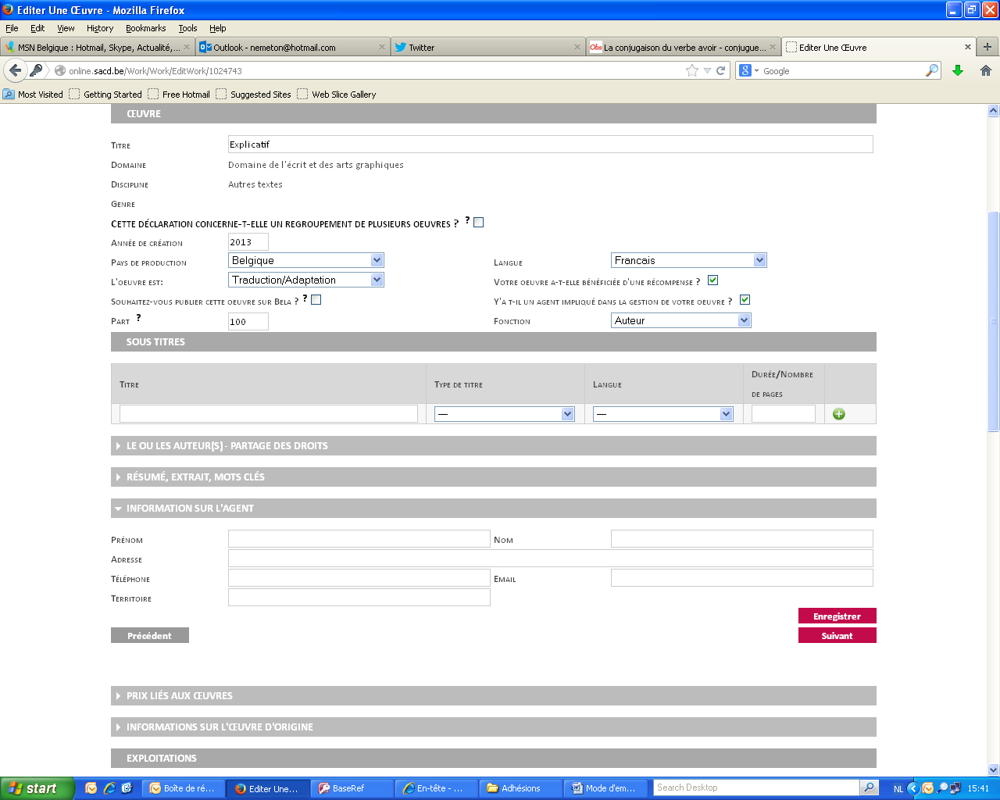 Editer Une Œuvre - Mozilla Firefox
File Edit View History Bookmarks Tools Help
MSN Belgique : Hotmail, Skype, Actualité,... Outlook - nemeton@hotmail.com Twitter Obs La conjugaison du verbe avoir - conjugue... Editer Une Œuvre
online.sacd.be/Work/Work/EditWork/1024743 Google
Most Visited Getting Started Free Hotmail Suggested Sites Web Slice Gallery
ŒUVRE
Titre Explicatif
Domaine Domaine de l'écrit et des arts graphiques
Discipline Autres textes
Genre
Cette déclaration concerne-t-elle un regroupement de plusieurs oeuvres ? ?
Année de création 2013
Pays de production Belgique Langue Francais
L'oeuvre est: Traduction/Adaptation Votre oeuvre a-t-elle bénéficiée d'une récompense ?
Souhaitez-vous publier cette oeuvre sur Bela ? ? Y'a t-il un agent impliqué dans la gestion de votre oeuvre ?
Part ? 100 Fonction Auteur
SOUS TITRES
Titre Type de titre Langue Durée/Nombre de pages
— —
LE OU LES AUTEUR(S) - PARTAGE DES DROITS
RÉSUMÉ, EXTRAIT, MOTS CLÉS
INFORMATION SUR L'AGENT
Prénom Nom
Adresse
Téléphone Email
Territoire
Enregistrer
Précédent Suivant
PRIX LIÉS AUX ŒUVRES
INFORMATIONS SUR L'ŒUVRE D'ORIGINE
EXPLOITATIONS
start Boîte de ré... Editer Une... BaseRef En-tête - ... Adhésions Mode d'em... Search Desktop NL 15:41